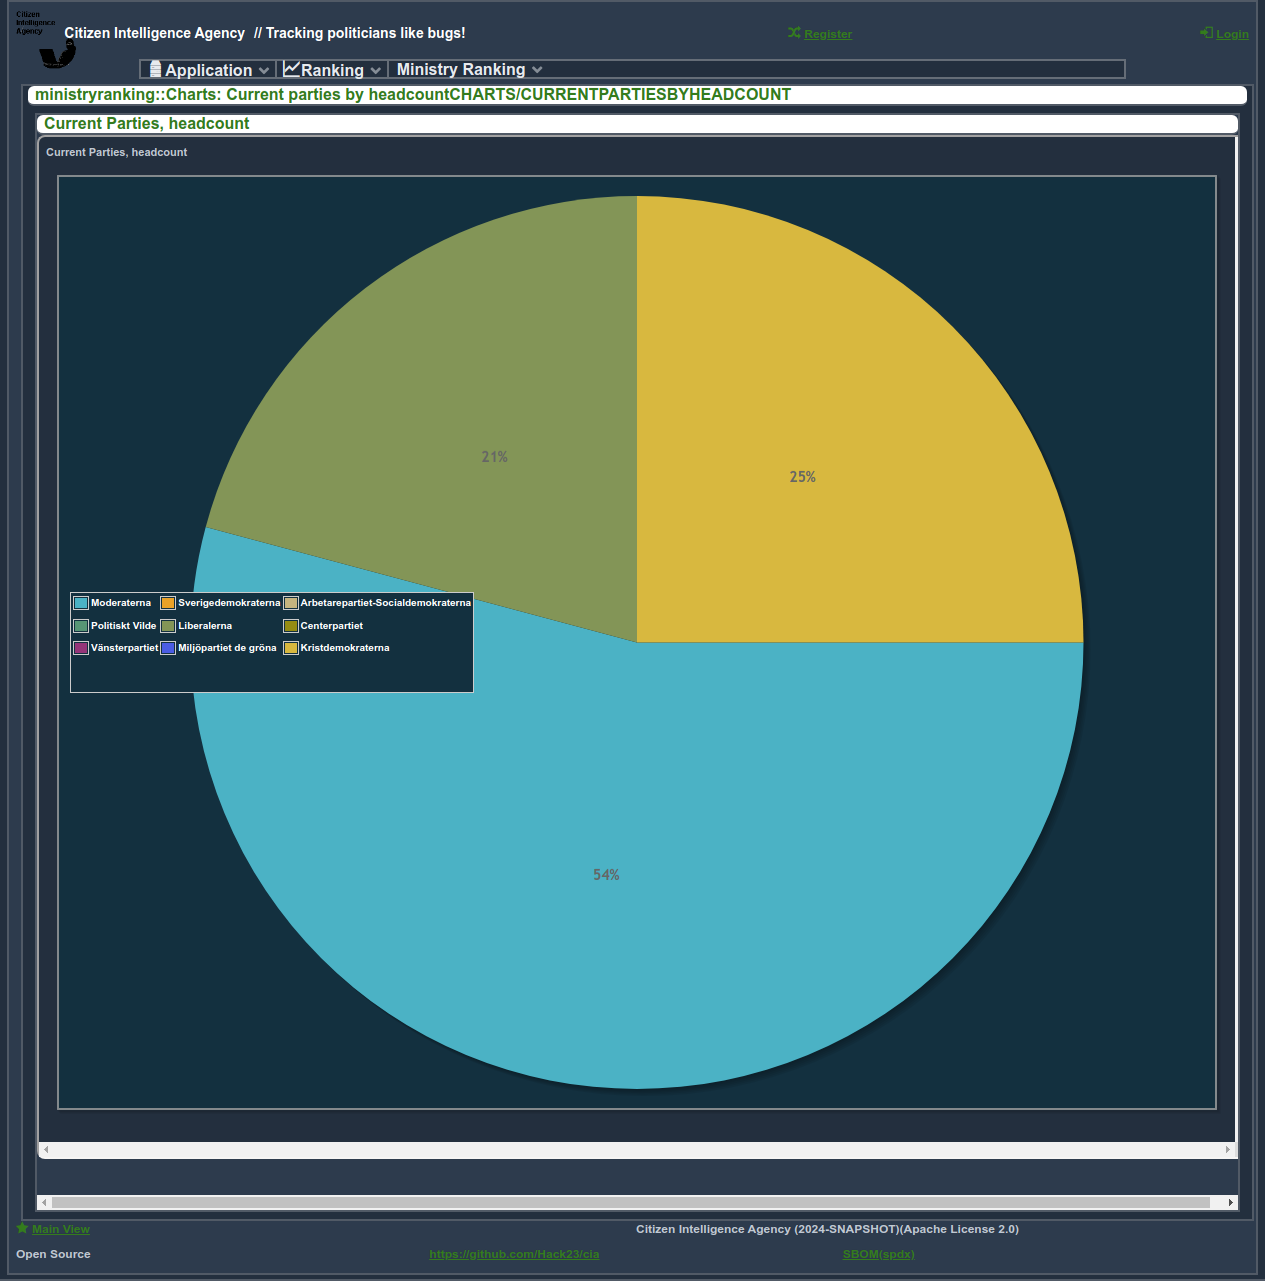 Citizen
Intelligence
Agency
Citizen Intelligence Agency // Tracking politicians like bugs!
Register
Login
Application
Ranking
Ministry Ranking
ministryranking::Charts: Current parties by headcountCHARTS/CURRENTPARTIESBYHEADCOUNT
Current Parties, headcount
Current Parties, headcount
21%
25%
Moderaterna Sverigedemokraterna Arbetarepartiet-Socialdemokraterna
Politiskt Vilde Liberalerna Centerpartiet
Vänsterpartiet Miljöpartiet de gröna Kristdemokraterna
54%
Main View
Citizen Intelligence Agency (2024-SNAPSHOT)(Apache License 2.0)
Open Source
https://github.com/Hack23/cia
SBOM(spdx)